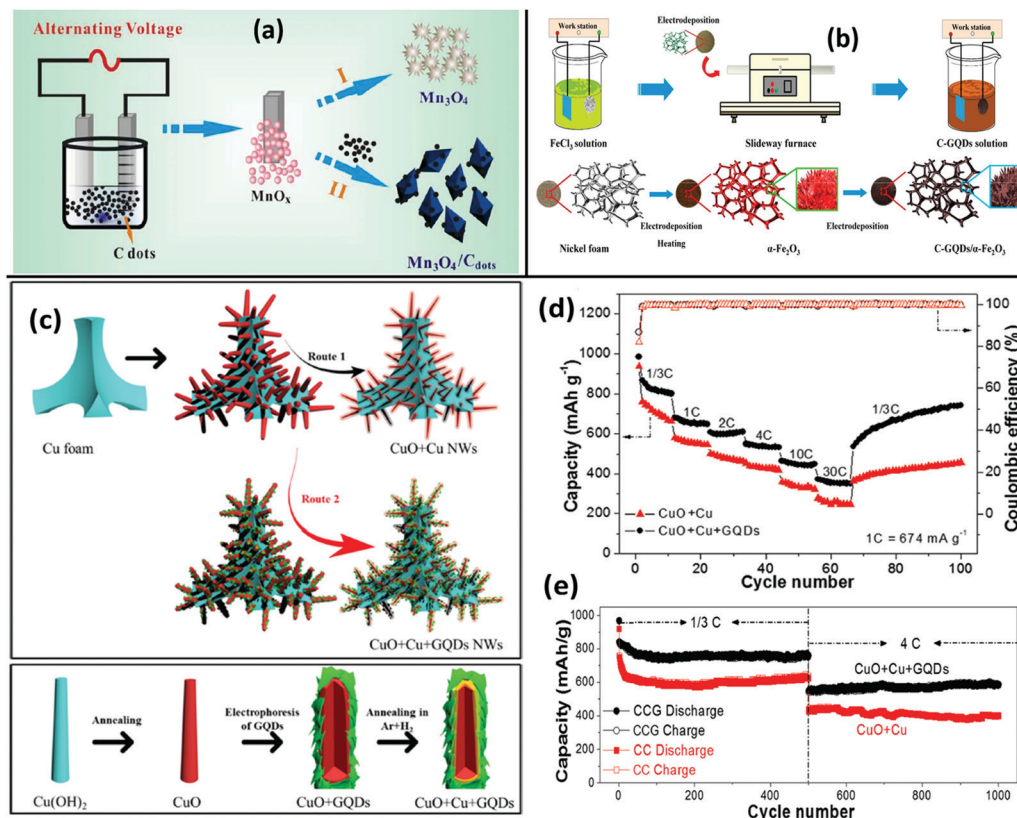 (a)
Alternating Voltage
C dots
MnOₓ
I
II
Mn₃O₄
Mn₃O₄/C_dots
(b)
Work station
Electrodeposition
Work station
FeCl₃ solution
Slideway furnace
C-GQDs solution
Nickel foam
Electrodeposition
Heating
α-Fe₂O₃
Electrodeposition
C-GQDs/α-Fe₂O₃
(c)
Cu foam
Route 1
CuO+Cu NWs
Route 2
CuO+Cu+GQDs NWs
Annealing
Electrophoresis
of GQDs
Annealing in
Ar+H₂
Cu(OH)₂
CuO
CuO+GQDs
CuO+Cu+GQDs
(d)
Capacity (mAh g⁻¹)
1200
1000
800
600
400
200
0
1/3C
1C
2C
4C
10C
30C
1/3C
CuO +Cu
CuO+Cu+GQDs
1C = 674 mA g⁻¹
0 20 40 60 80 100
Cycle number
100
80
60
40
20
0
Coulombic efficiency (%)
(e)
Capacity (mAh/g)
1000
800
600
400
200
0
1/3 C
4 C
CuO+Cu+GQDs
CuO+Cu
CCG Discharge
CCG Charge
CC Discharge
CC Charge
0 200 400 600 800 1000
Cycle number